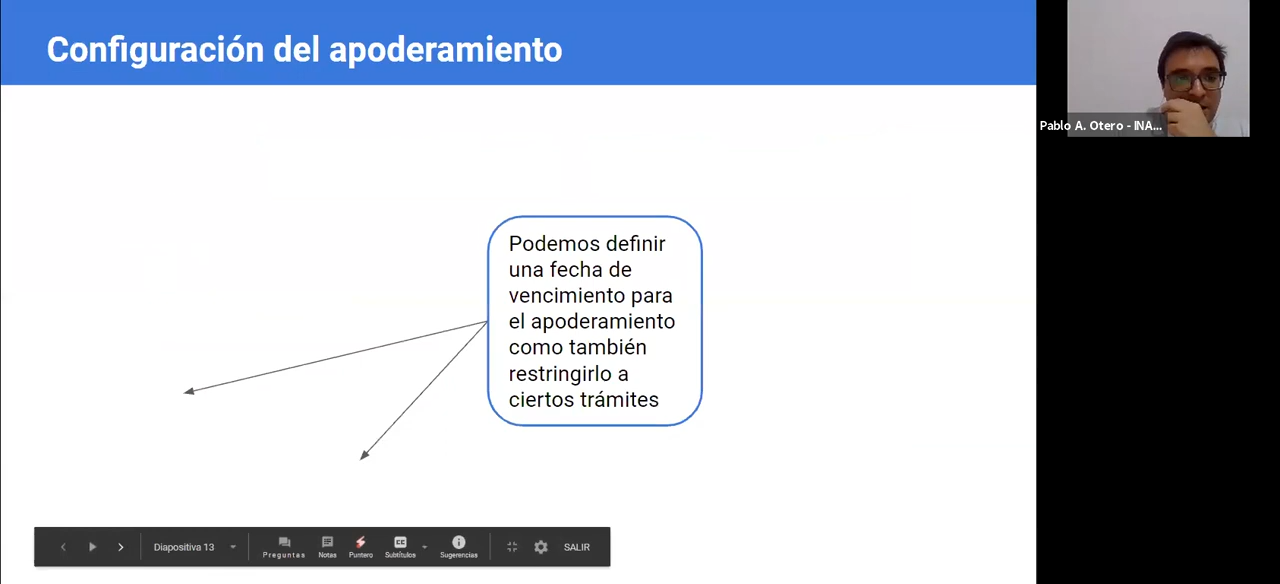 Configuración del apoderamiento
Pablo A. Otero - INA...
Podemos definir
una fecha de
vencimiento para
el apoderamiento
como también
restringirlo a
ciertos trámites
Diapositiva 13
Preguntas
Notas
Puntero
CC
Subtítulos
Sugerencias
SALIR